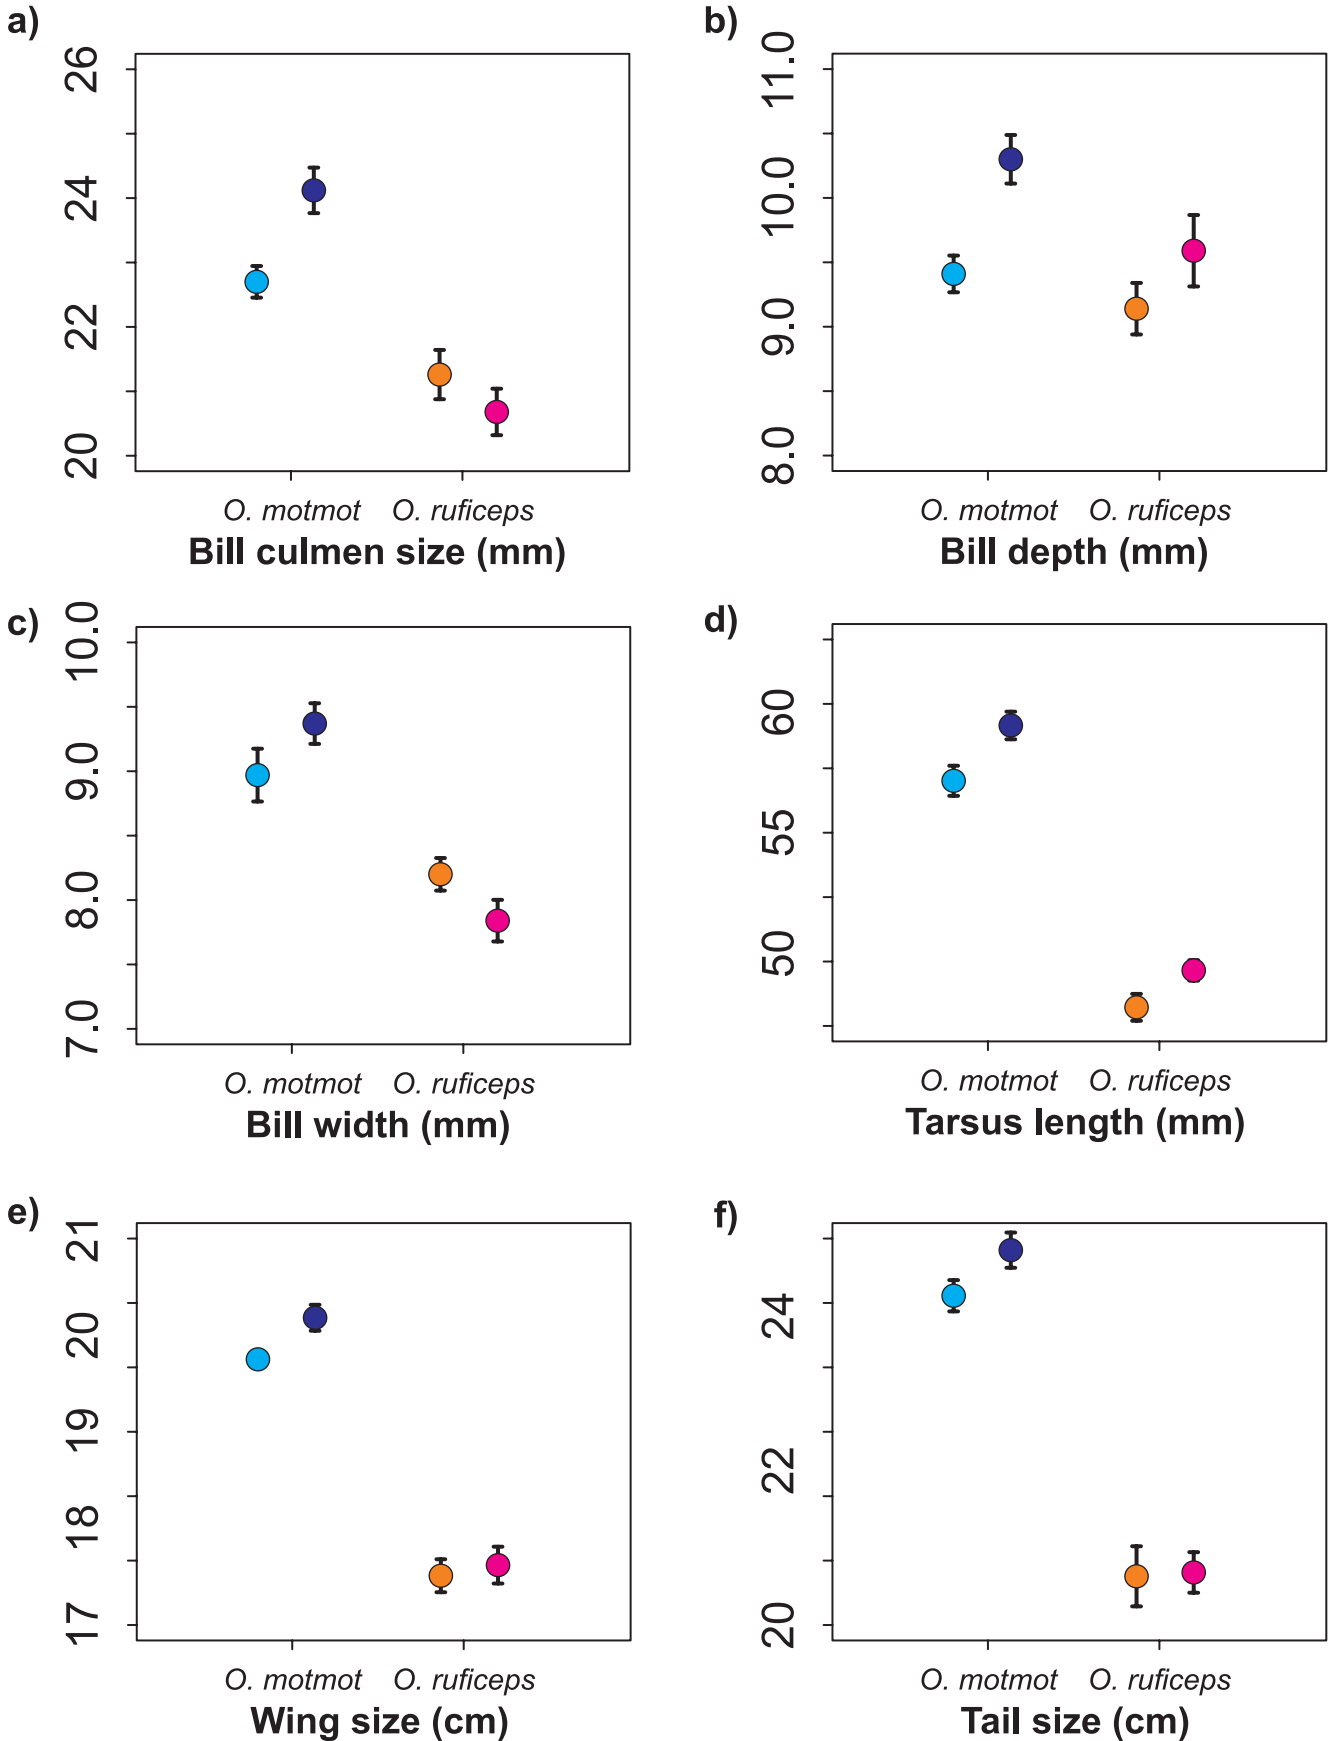 a)
26
24
22
20
O. motmot O. ruficeps
Bill culmen size (mm)
b)
11.0
10.0
9.0
8.0
O. motmot O. ruficeps
Bill depth (mm)
c)
10.0
9.0
8.0
7.0
O. motmot O. ruficeps
Bill width (mm)
d)
60
55
50
O. motmot O. ruficeps
Tarsus length (mm)
e)
21
20
19
18
17
O. motmot O. ruficeps
Wing size (cm)
f)
24
22
20
O. motmot O. ruficeps
Tail size (cm)